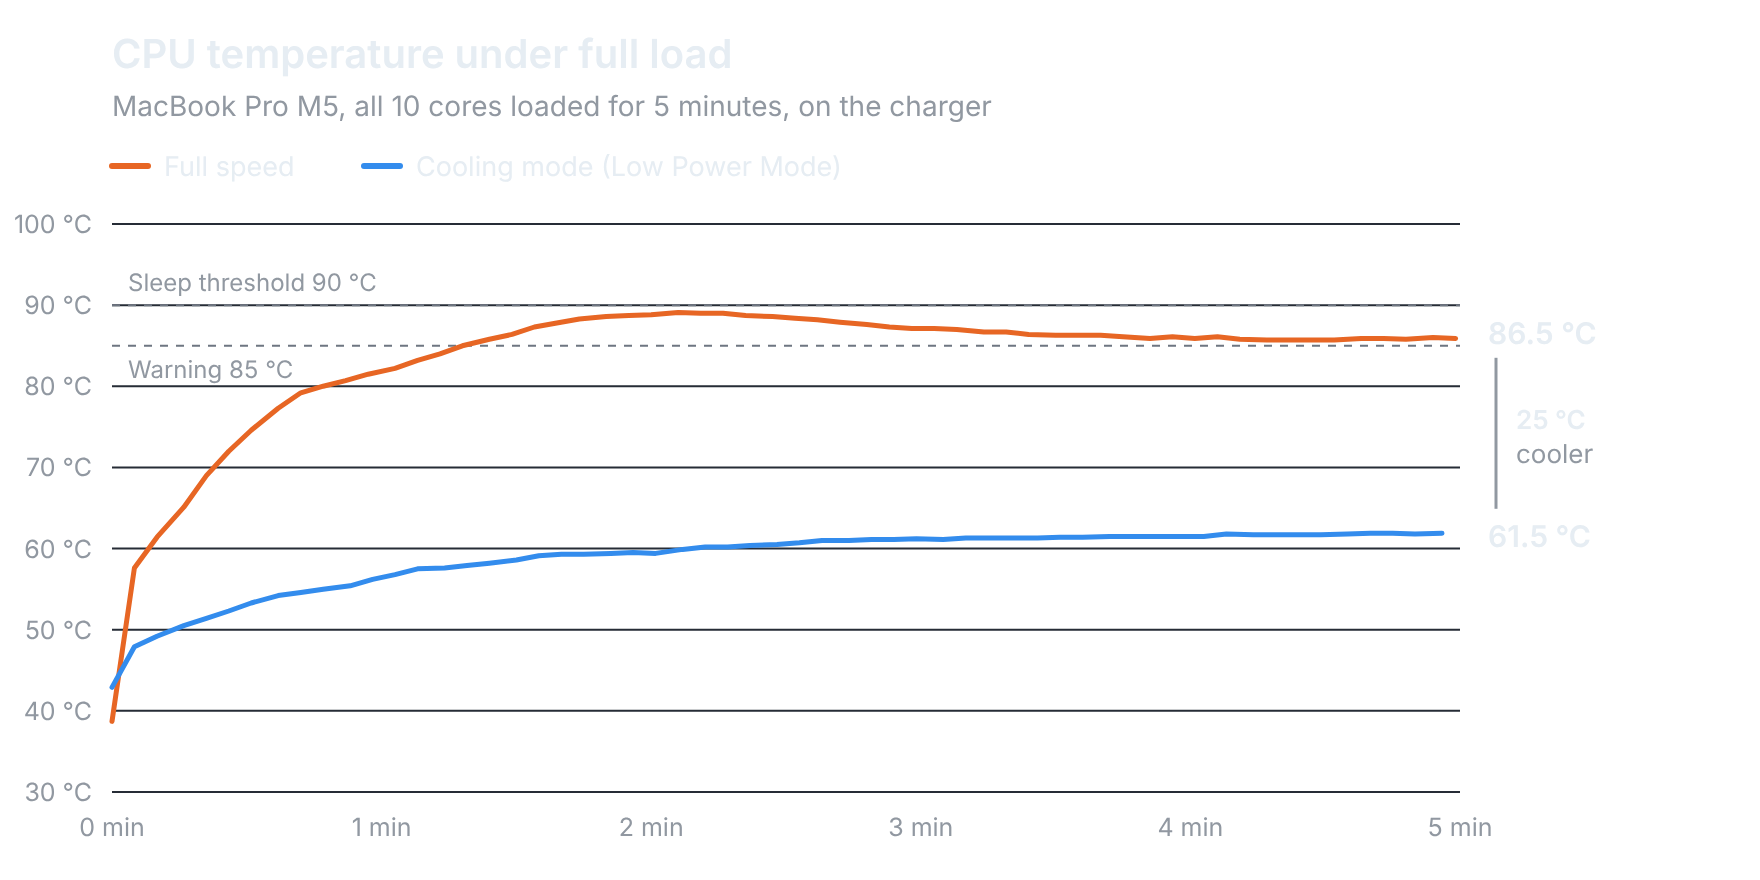 CPU temperature under full load
MacBook Pro M5, all 10 cores loaded for 5 minutes, on the charger
Full speed
Cooling mode (Low Power Mode)
100 °C
Sleep threshold 90 °C
90 °C
86.5 °C
Warning 85 °C
80 °C
25 °C
cooler
70 °C
61.5 °C
60 °C
50 °C
40 °C
30 °C
0 min
1 min
2 min
3 min
4 min
5 min